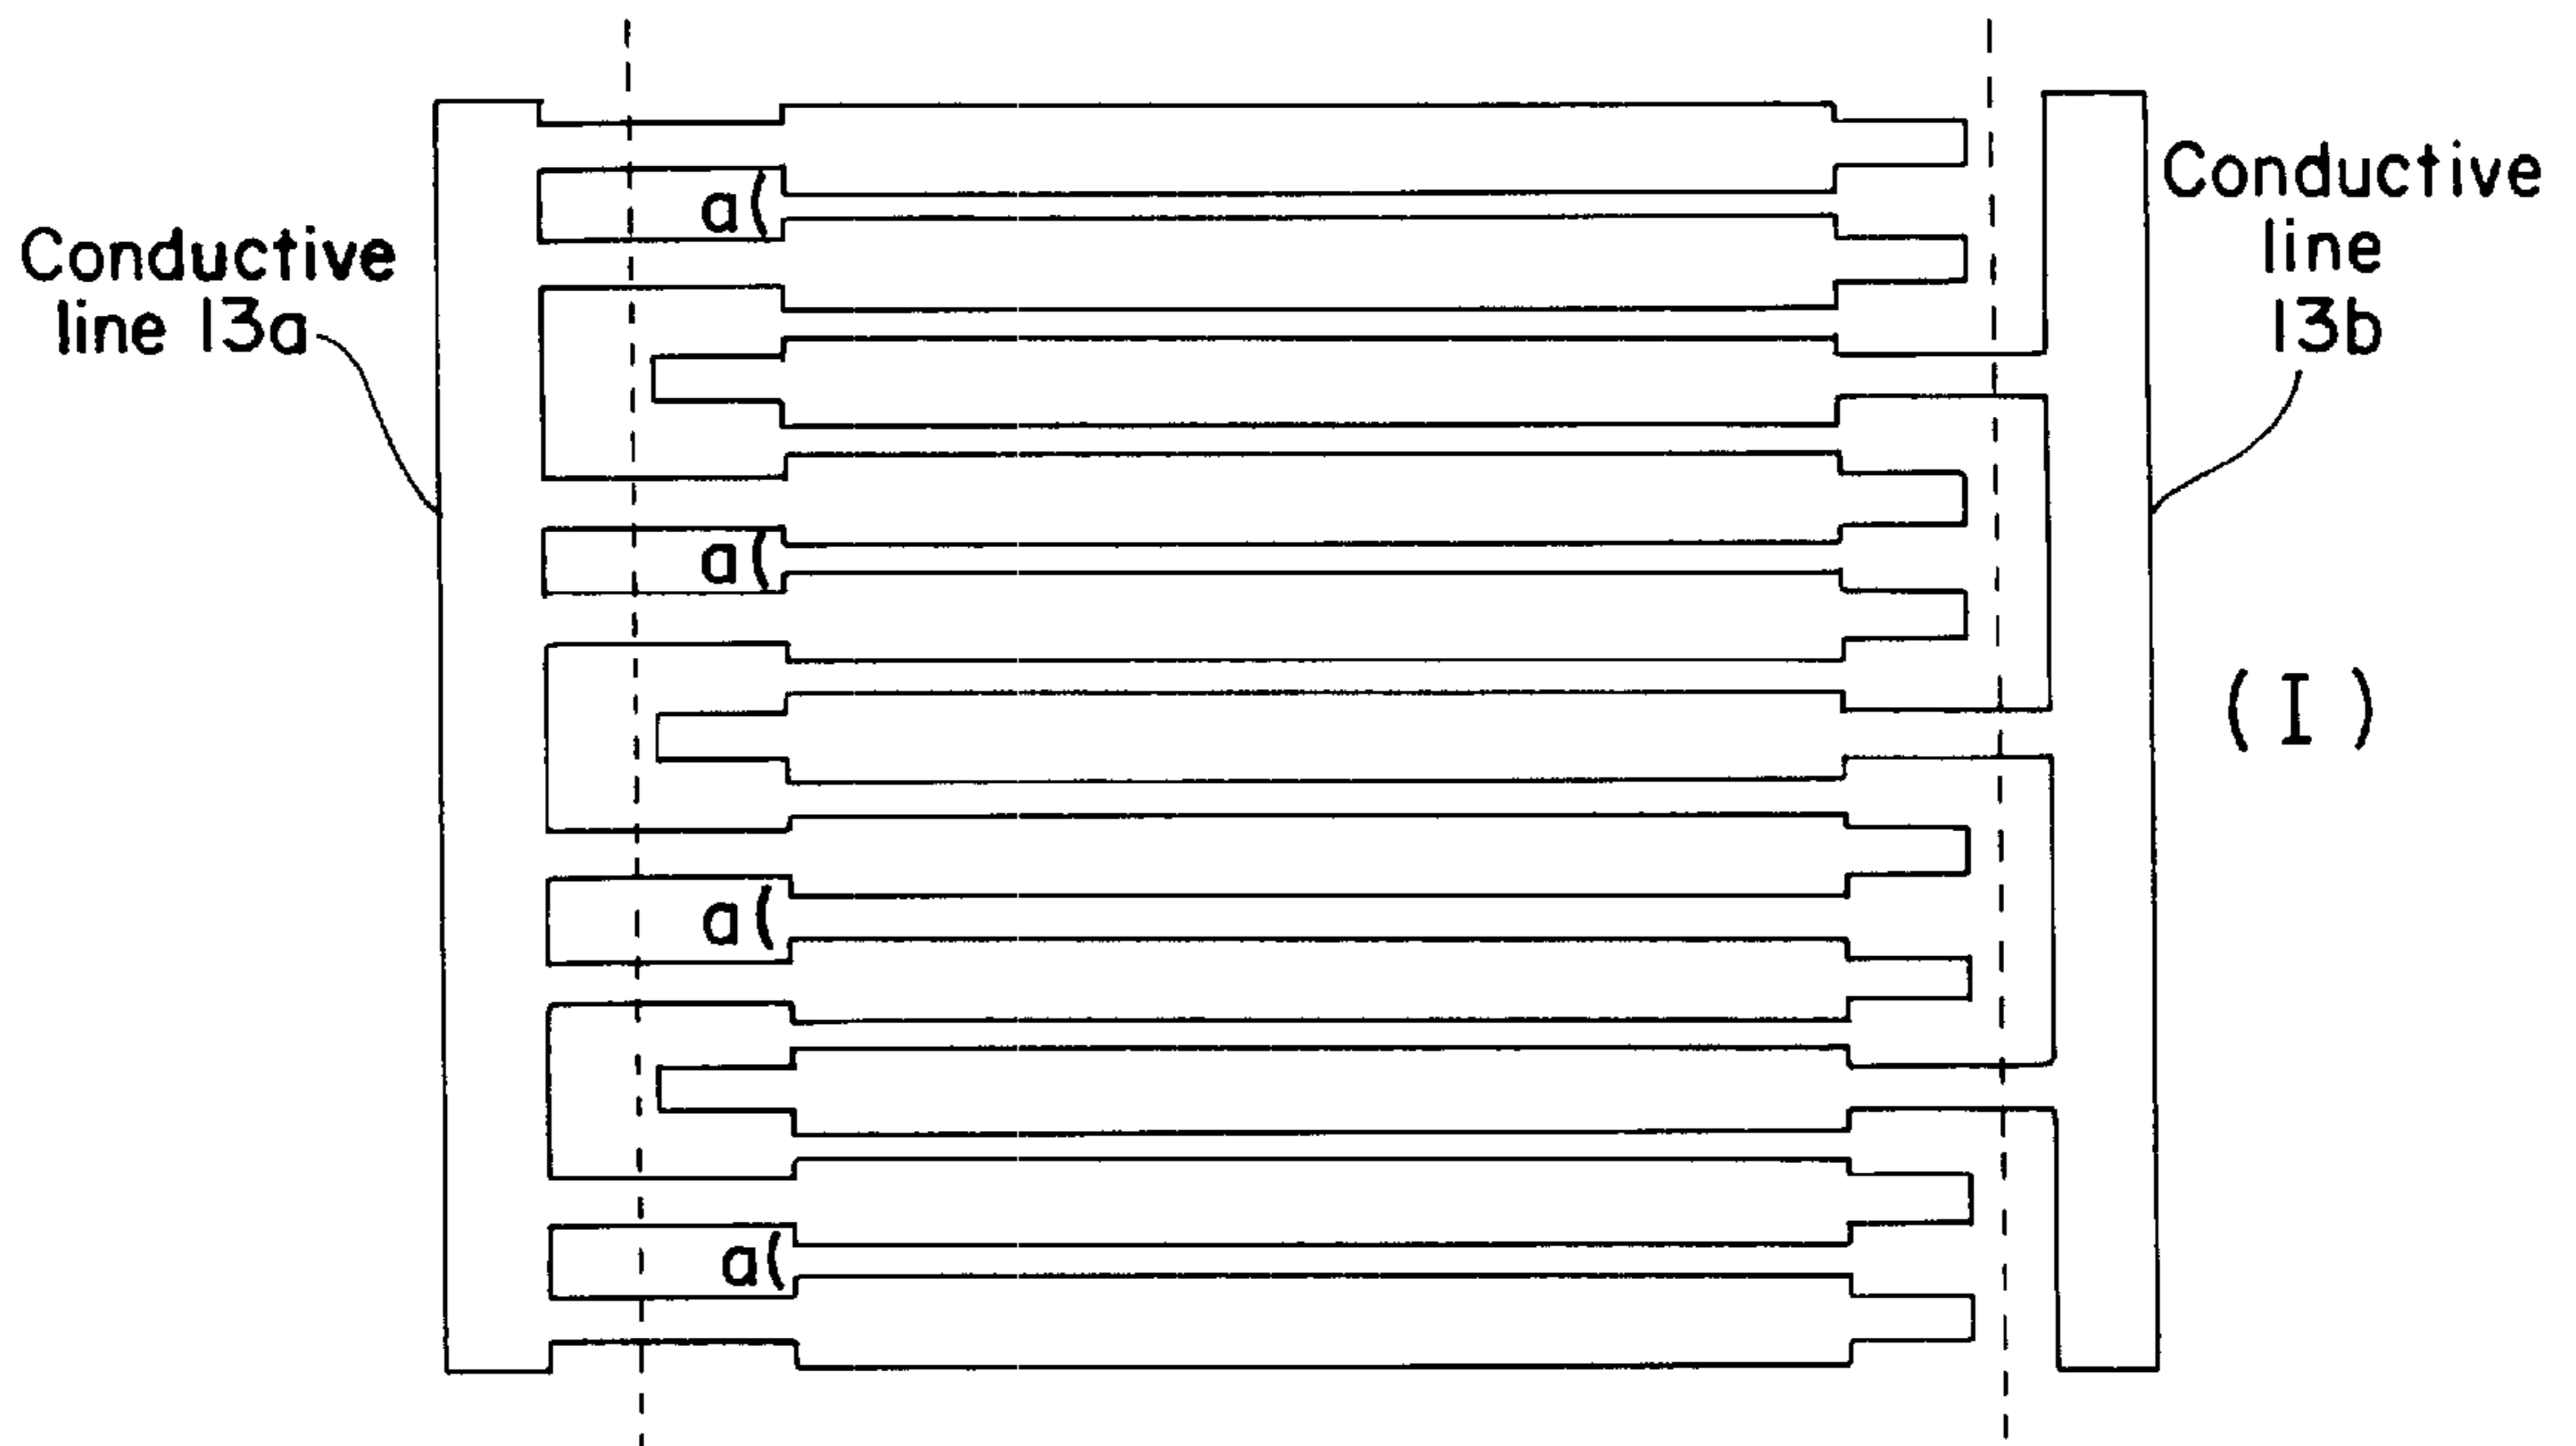 Conductive
line 13a
a(
a(
a(
a(
Conductive
line
13b
(I)